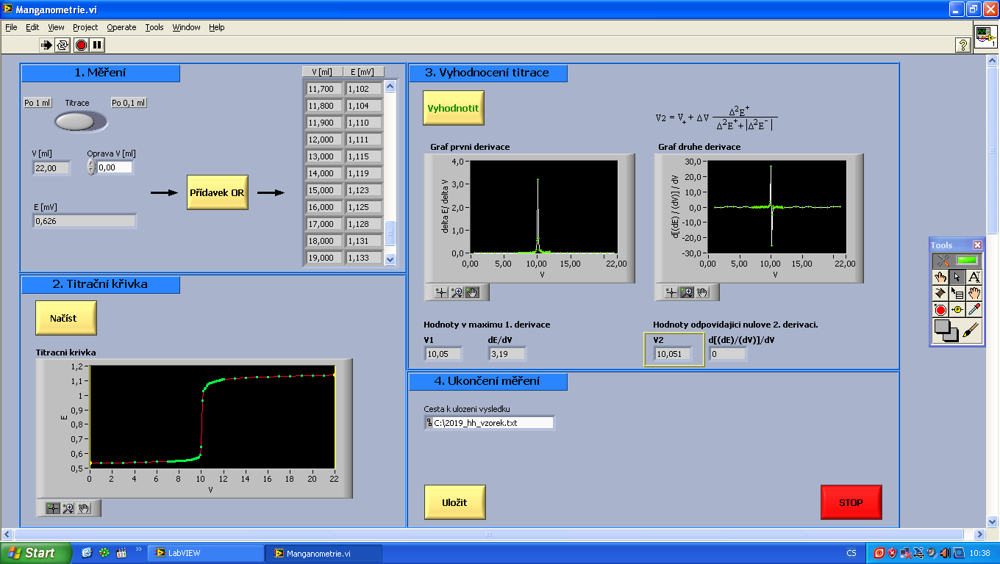 Manganometrie.vi
File Edit View Project Operate Tools Window Help
1
1. Měření
Po 1 ml Titrace Po 0,1 ml
V [ml] Oprava V [ml]
22,00 0,00
Přídavek OR
E [mV]
0,626
V [ml] E [mV]
11,700 1,102
11,800 1,104
11,900 1,110
12,000 1,111
13,000 1,115
14,000 1,119
15,000 1,123
16,000 1,125
17,000 1,128
18,000 1,131
19,000 1,133
2. Titrační křivka
Načíst
Titracni krivka
1,2
1,1
1
0,9
0,8
0,7
0,6
0,5
E
0 2 4 6 8 10 12 14 16 18 20 22
V
3. Vyhodnocení titrace
Vyhodnotit
V2 = V₊ + ΔV Δ²E⁺ / Δ²E⁺+|Δ²E⁻|
Graf prvni derivace
4,0
3,0
2,0
1,0
0,0
delta E/ delta V
0,00 5,00 10,00 15,00 22,00
V
Graf druhe derivace
30,0
20,0
10,0
0,0
-10,0
-20,0
-30,0
d[(dE) / (dV)] / dV
0,00 5,00 10,00 15,00 22,00
V
Hodnoty v maximu 1. derivace
V1 dE/dV
10,05 3,19
Hodnoty odpovidajici nulove 2. derivaci.
V2 d[(dE)/(dV)]/dV
10,051 0
4. Ukončení měření
Cesta k ulozeni vysledku
C:\2019_hh_vzorek.txt
Uložit
STOP
Tools
Start LabVIEW Manganometrie.vi CS 10:38